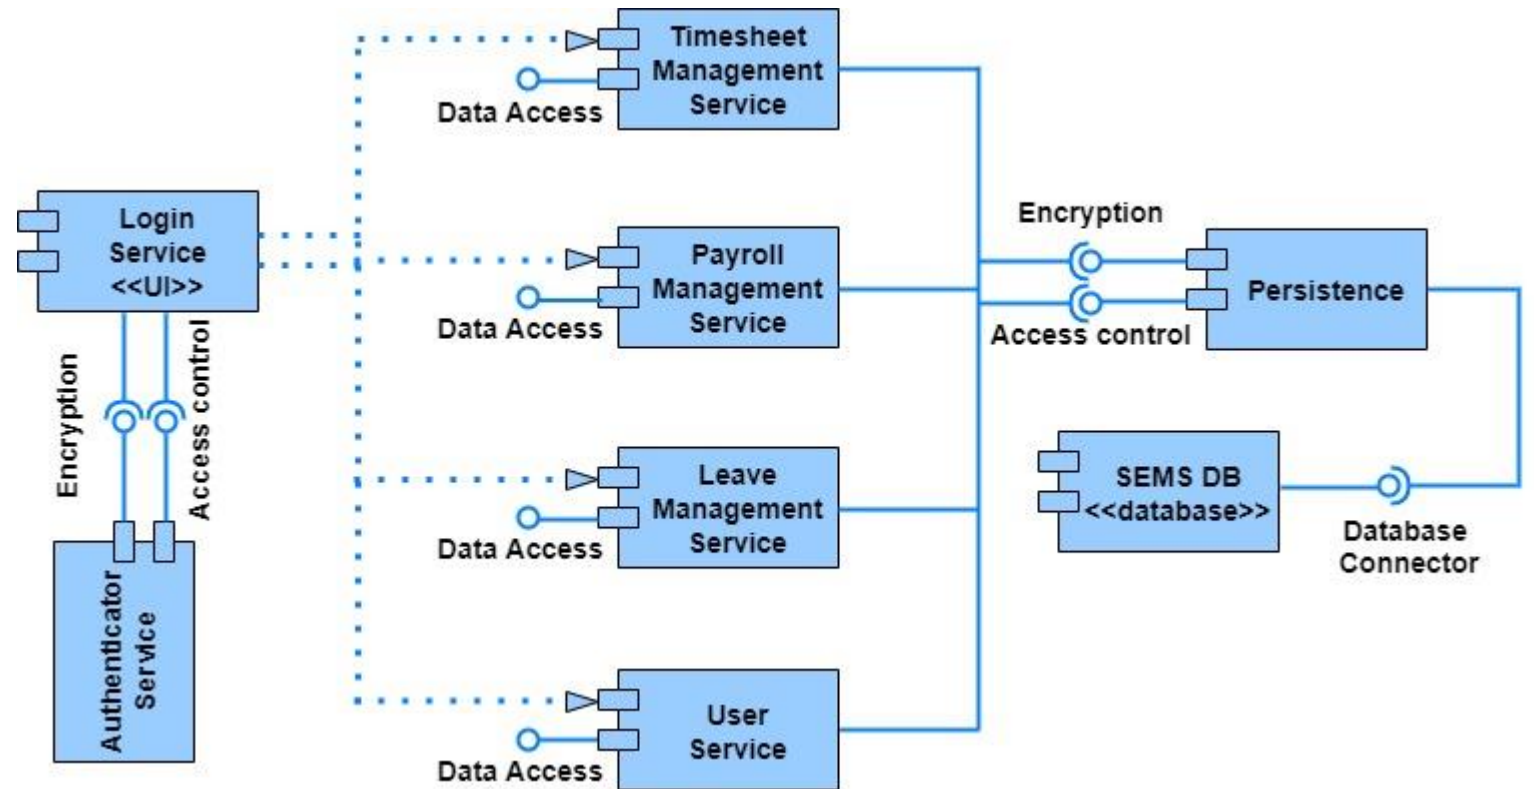 Timesheet
Management
Service
Data Access
Login
Service
<<UI>>
Encryption
Access control
Authenticator
Service
Payroll
Management
Service
Data Access
Leave
Management
Service
Data Access
User
Service
Data Access
Encryption
Access control
Persistence
SEMS DB
<<database>>
Database
Connector